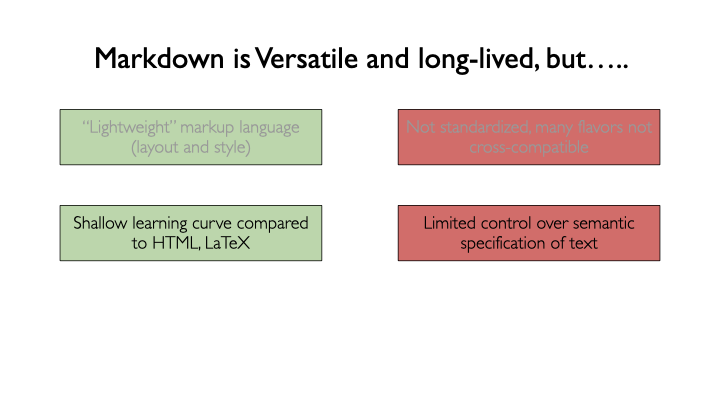 Markdown is Versatile and long-lived, but…..
“Lightweight” markup language
(layout and style)
Not standardized, many flavors not
cross-compatible
Shallow learning curve compared
to HTML, LaTeX
Limited control over semantic
specification of text